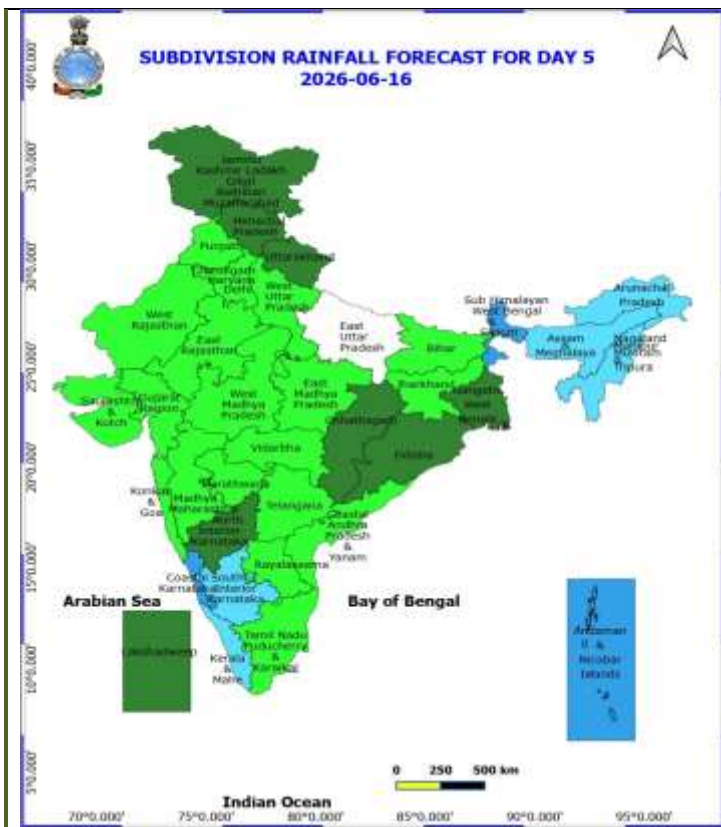 SUBDIVISION RAINFALL FORECAST FOR DAY 5
2026-06-16
40°0.000'
35°0.000'
30°0.000'
25°0.000'
20°0.000'
15°0.000'
10°0.000'
5°0.000'
Jammu
Kashmir Ladakh
Gilgit
Baltistan
Muzaffarabad
Himachal
Pradesh
Uttarakhand
Punjab
Chandigarh
Haryana
Delhi
West
Uttar
Pradesh
West
Rajasthan
East
Rajasthan
East
Uttar
Pradesh
Sub Himalayan
West Bengal
Sikkim
Arunachal
Pradesh
Assam
&
Meghalaya
Nagaland
Manipur
Mizoram
Tripura
Bihar
Jharkhand
Gangetic
West
Bengal
Saurashtra
&
Kutch
Gujarat
Region
West
Madhya
Pradesh
East
Madhya
Pradesh
Chhattisgarh
Odisha
Vidarbha
Konkan
&
Goa
Madhya
Maharashtra
Marathwada
Telangana
North
Interior
Karnataka
Coastal
Andhra
Pradesh
&
Yanam
Rayalaseema
Coastal
Karnataka
South
Interior
Karnataka
Arabian Sea
Bay of Bengal
Lakshadweep
Kerala
&
Mahe
Tamil Nadu
Puducherry
&
Karaikal
Andaman
&
Nicobar
Islands
0 250 500 km
Indian Ocean
70°0.000' 75°0.000' 80°0.000' 85°0.000' 90°0.000' 95°0.000'